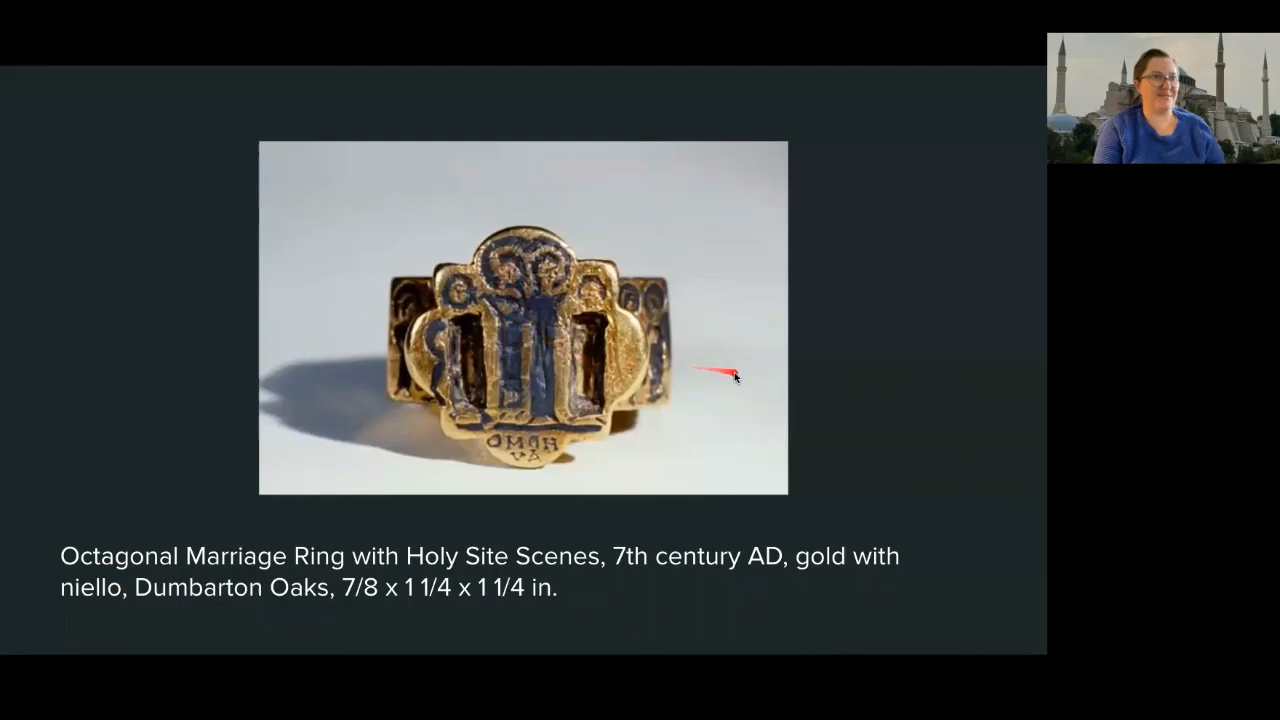 OMON
VA
Octagonal Marriage Ring with Holy Site Scenes, 7th century AD, gold with
niello, Dumbarton Oaks, 7/8 x 1 1/4 x 1 1/4 in.